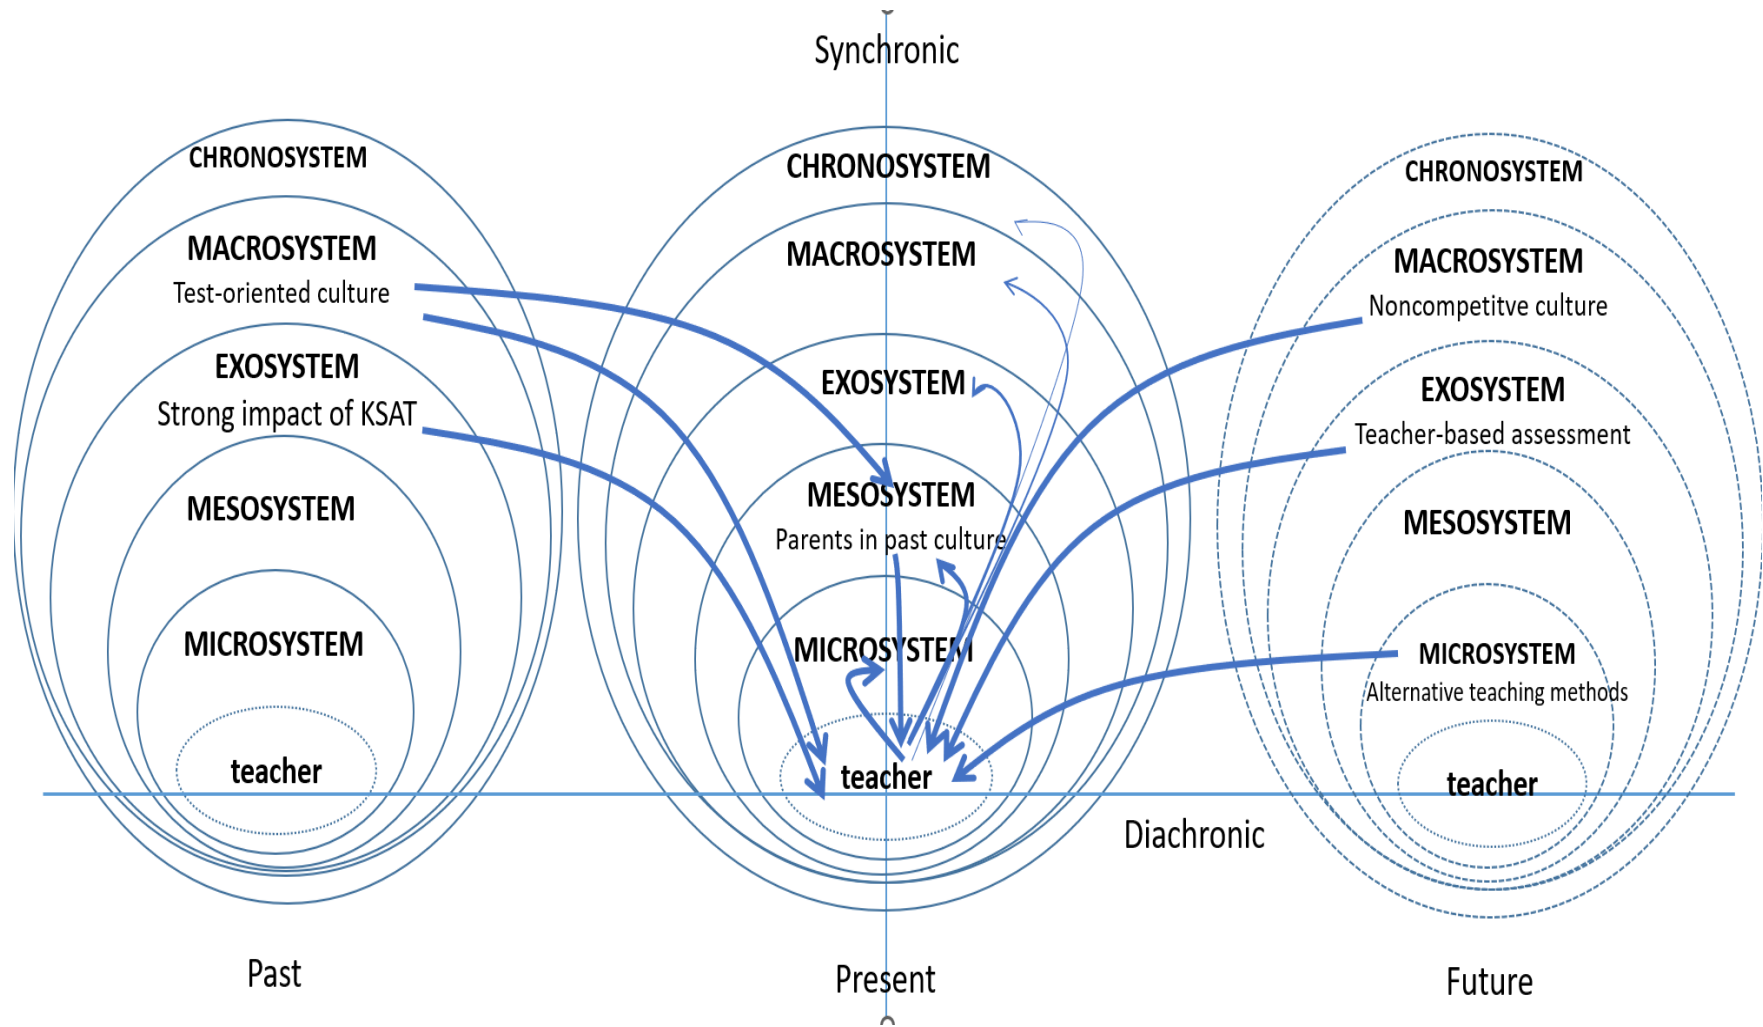 Synchronic
CHRONOSYSTEM
MACROSYSTEM
Test-oriented culture
EXOSYSTEM
Strong impact of KSAT
MESOSYSTEM
MICROSYSTEM
teacher
Past
CHRONOSYSTEM
MACROSYSTEM
EXOSYSTEM
MESOSYSTEM
Parents in past culture
MICROSYSTEM
teacher
Present
CHRONOSYSTEM
MACROSYSTEM
Noncompetitve culture
EXOSYSTEM
Teacher-based assessment
MESOSYSTEM
MICROSYSTEM
Alternative teaching methods
teacher
Diachronic
Future